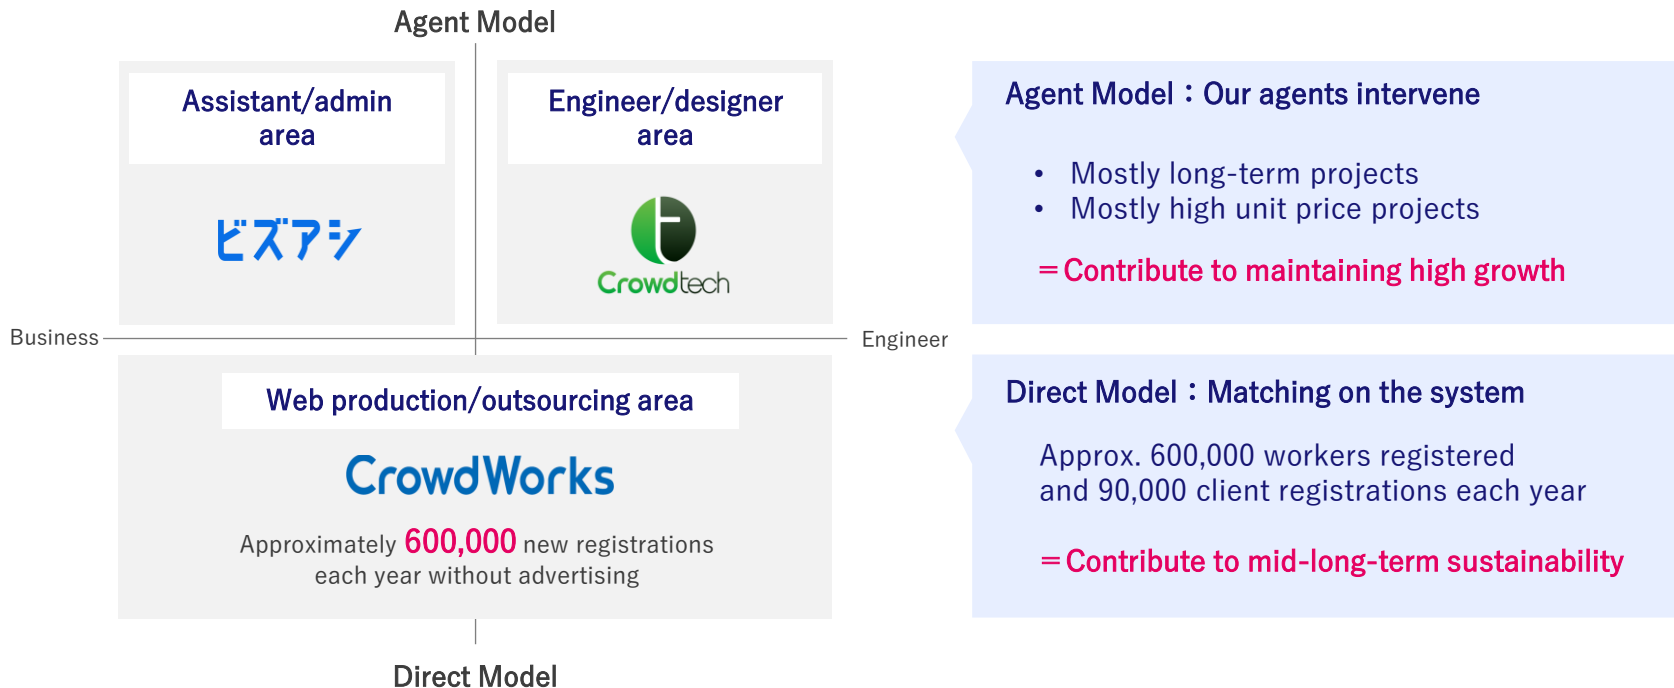 Agent Model
Assistant/admin
area
ビズアシ
Engineer/designer
area
Crowdtech
Business
Engineer
Web production/outsourcing area
CrowdWorks
Approximately 600,000 new registrations
each year without advertising
Direct Model
Agent Model：Our agents intervene
• Mostly long-term projects
• Mostly high unit price projects
＝Contribute to maintaining high growth
Direct Model：Matching on the system
Approx. 600,000 workers registered
and 90,000 client registrations each year
＝Contribute to mid-long-term sustainability